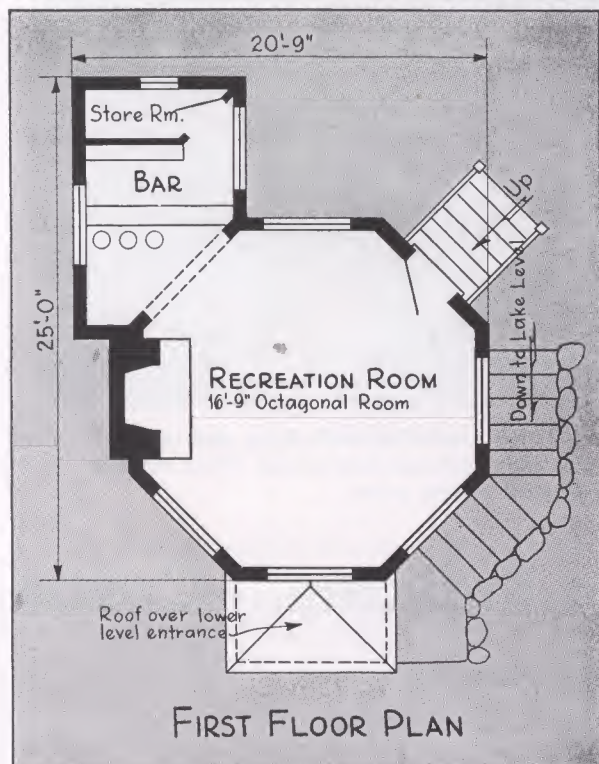 20'-9"
Store Rm.
BAR
Up
25'-0"
Down to Lake Level
RECREATION ROOM
16'-9" Octagonal Room
Roof over lower
level entrance
FIRST FLOOR PLAN